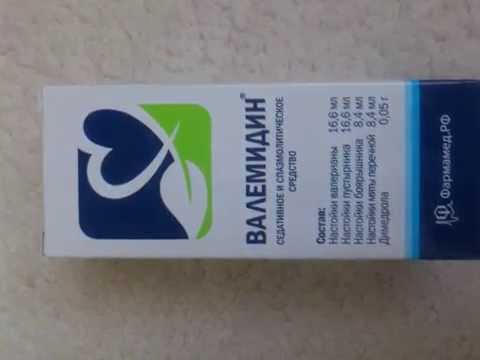 ВАЛЕМИДИН®
СЕДАТИВНОЕ И СПАЗМОЛИТИЧЕСКОЕ
СРЕДСТВО
Состав:
Настойки валерианы 16,6 мл
Настойки пустырника 16,6 мл
Настойки боярышника 8,4 мл
Настойки мяты перечной 8,4 мл
Димедрола 0,05 г
Фармамед.РФ